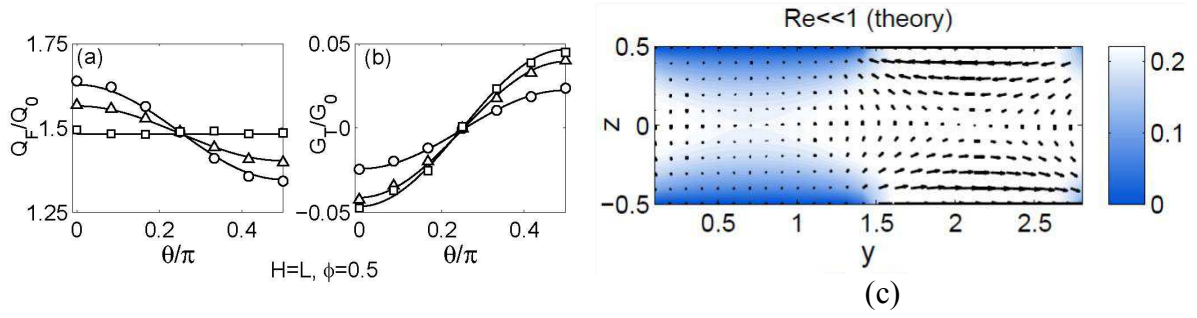 Re<<1 (theory)
1.75
1.5
1.25
Q_F/Q_0
(a)
0 0.2 0.4
θ/π
0.05
0
−0.05
G_T/G_0
(b)
0 0.2 0.4
θ/π
H=L, ϕ=0.5
0.5
0
−0.5
z
0.5 1 1.5 2 2.5
y
0.2
0.1
0
(c)